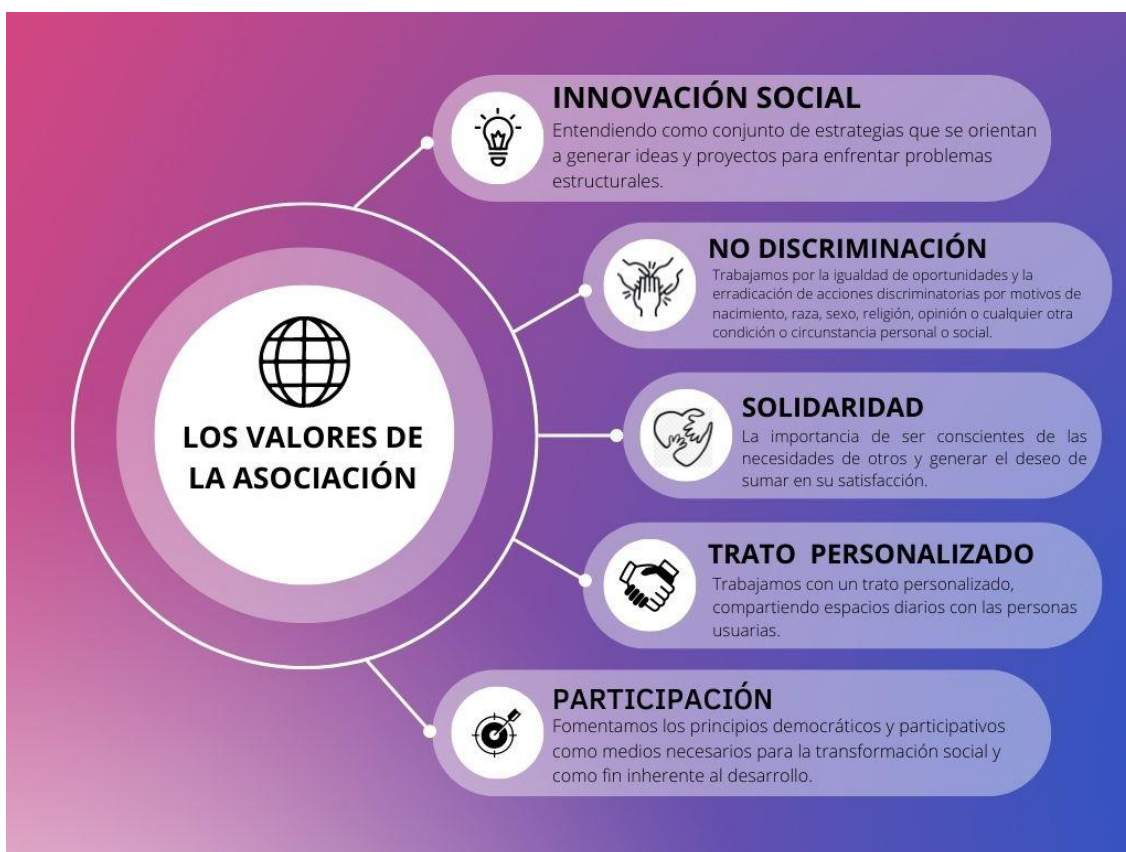 LOS VALORES DE
LA ASOCIACIÓN
INNOVACIÓN SOCIAL
Entendiendo como conjunto de estrategias que se orientan
a generar ideas y proyectos para enfrentar problemas
estructurales.
NO DISCRIMINACIÓN
Trabajamos por la igualdad de oportunidades y la
erradicación de acciones discriminatorias por motivos de
nacimiento, raza, sexo, religión, opinión o cualquier otra
condición o circunstancia personal o social.
SOLIDARIDAD
La importancia de ser conscientes de las
necesidades de otros y generar el deseo de
sumar en su satisfacción.
TRATO PERSONALIZADO
Trabajamos con un trato personalizado,
compartiendo espacios diarios con las personas
usuarias.
PARTICIPACIÓN
Fomentamos los principios democráticos y participativos
como medios necesarios para la transformación social y
como fin inherente al desarrollo.